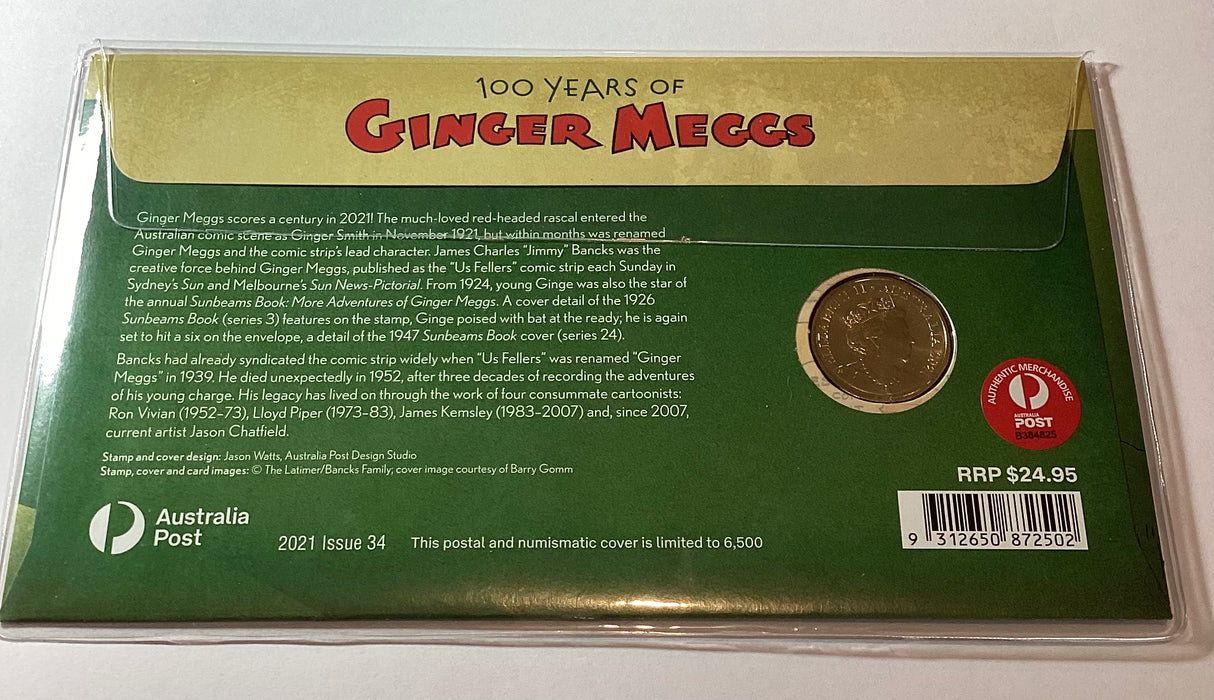 100 YEARS OF
GINGER MEGGS
Ginger Meggs scores a century in 2021! The much-loved red-headed rascal entered the
Australian comic scene as Ginger Smith in November 1921, but within months was renamed
Ginger Meggs and the comic strip's lead character. James Charles "Jimmy" Bancks was the
creative force behind Ginger Meggs, published as the "Us Fellers" comic strip each Sunday in
Sydney's Sun and Melbourne's Sun News-Pictorial. From 1924, young Ginge was also the star of
the annual Sunbeams Book: More Adventures of Ginger Meggs. A cover detail of the 1926
Sunbeams Book (series 3) features on the stamp, Ginge poised with bat at the ready; he is again
set to hit a six on the envelope, a detail of the 1947 Sunbeams Book cover (series 24).
Bancks had already syndicated the comic strip widely when "Us Fellers" was renamed "Ginger
Meggs" in 1939. He died unexpectedly in 1952, after three decades of recording the adventures
of his young charge. His legacy has lived on through the work of four consummate cartoonists:
Ron Vivian (1952–73), Lloyd Piper (1973–83), James Kemsley (1983–2007) and, since 2007,
current artist Jason Chatfield.
Stamp and cover design: Jason Watts, Australia Post Design Studio
Stamp, cover and card images: © The Latimer/Bancks Family; cover image courtesy of Barry Gomm
Australia
Post
2021 Issue 34
This postal and numismatic cover is limited to 6,500
ELIZABETH II AUSTRALIA
AUTHENTIC MERCHANDISE
AUSTRALIA
POST
B384825
RRP $24.95
9 312650 872502